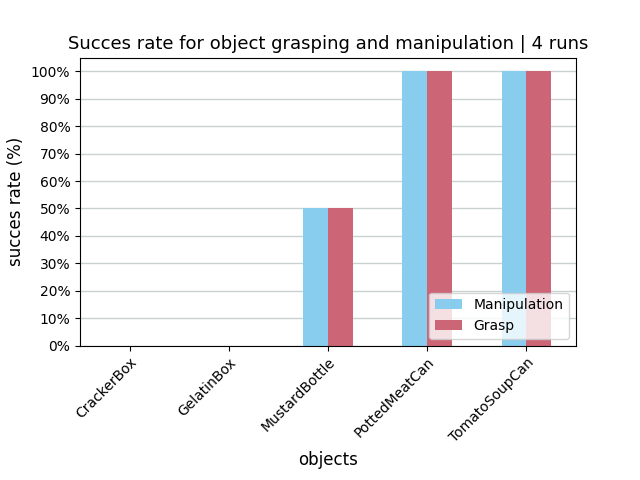 Succes rate for object grasping and manipulation | 4 runs
succes rate (%)
100%
90%
80%
70%
60%
50%
40%
30%
20%
10%
0%
Manipulation
Grasp
CrackerBox
GelatinBox
MustardBottle
PottedMeatCan
TomatoSoupCan
objects